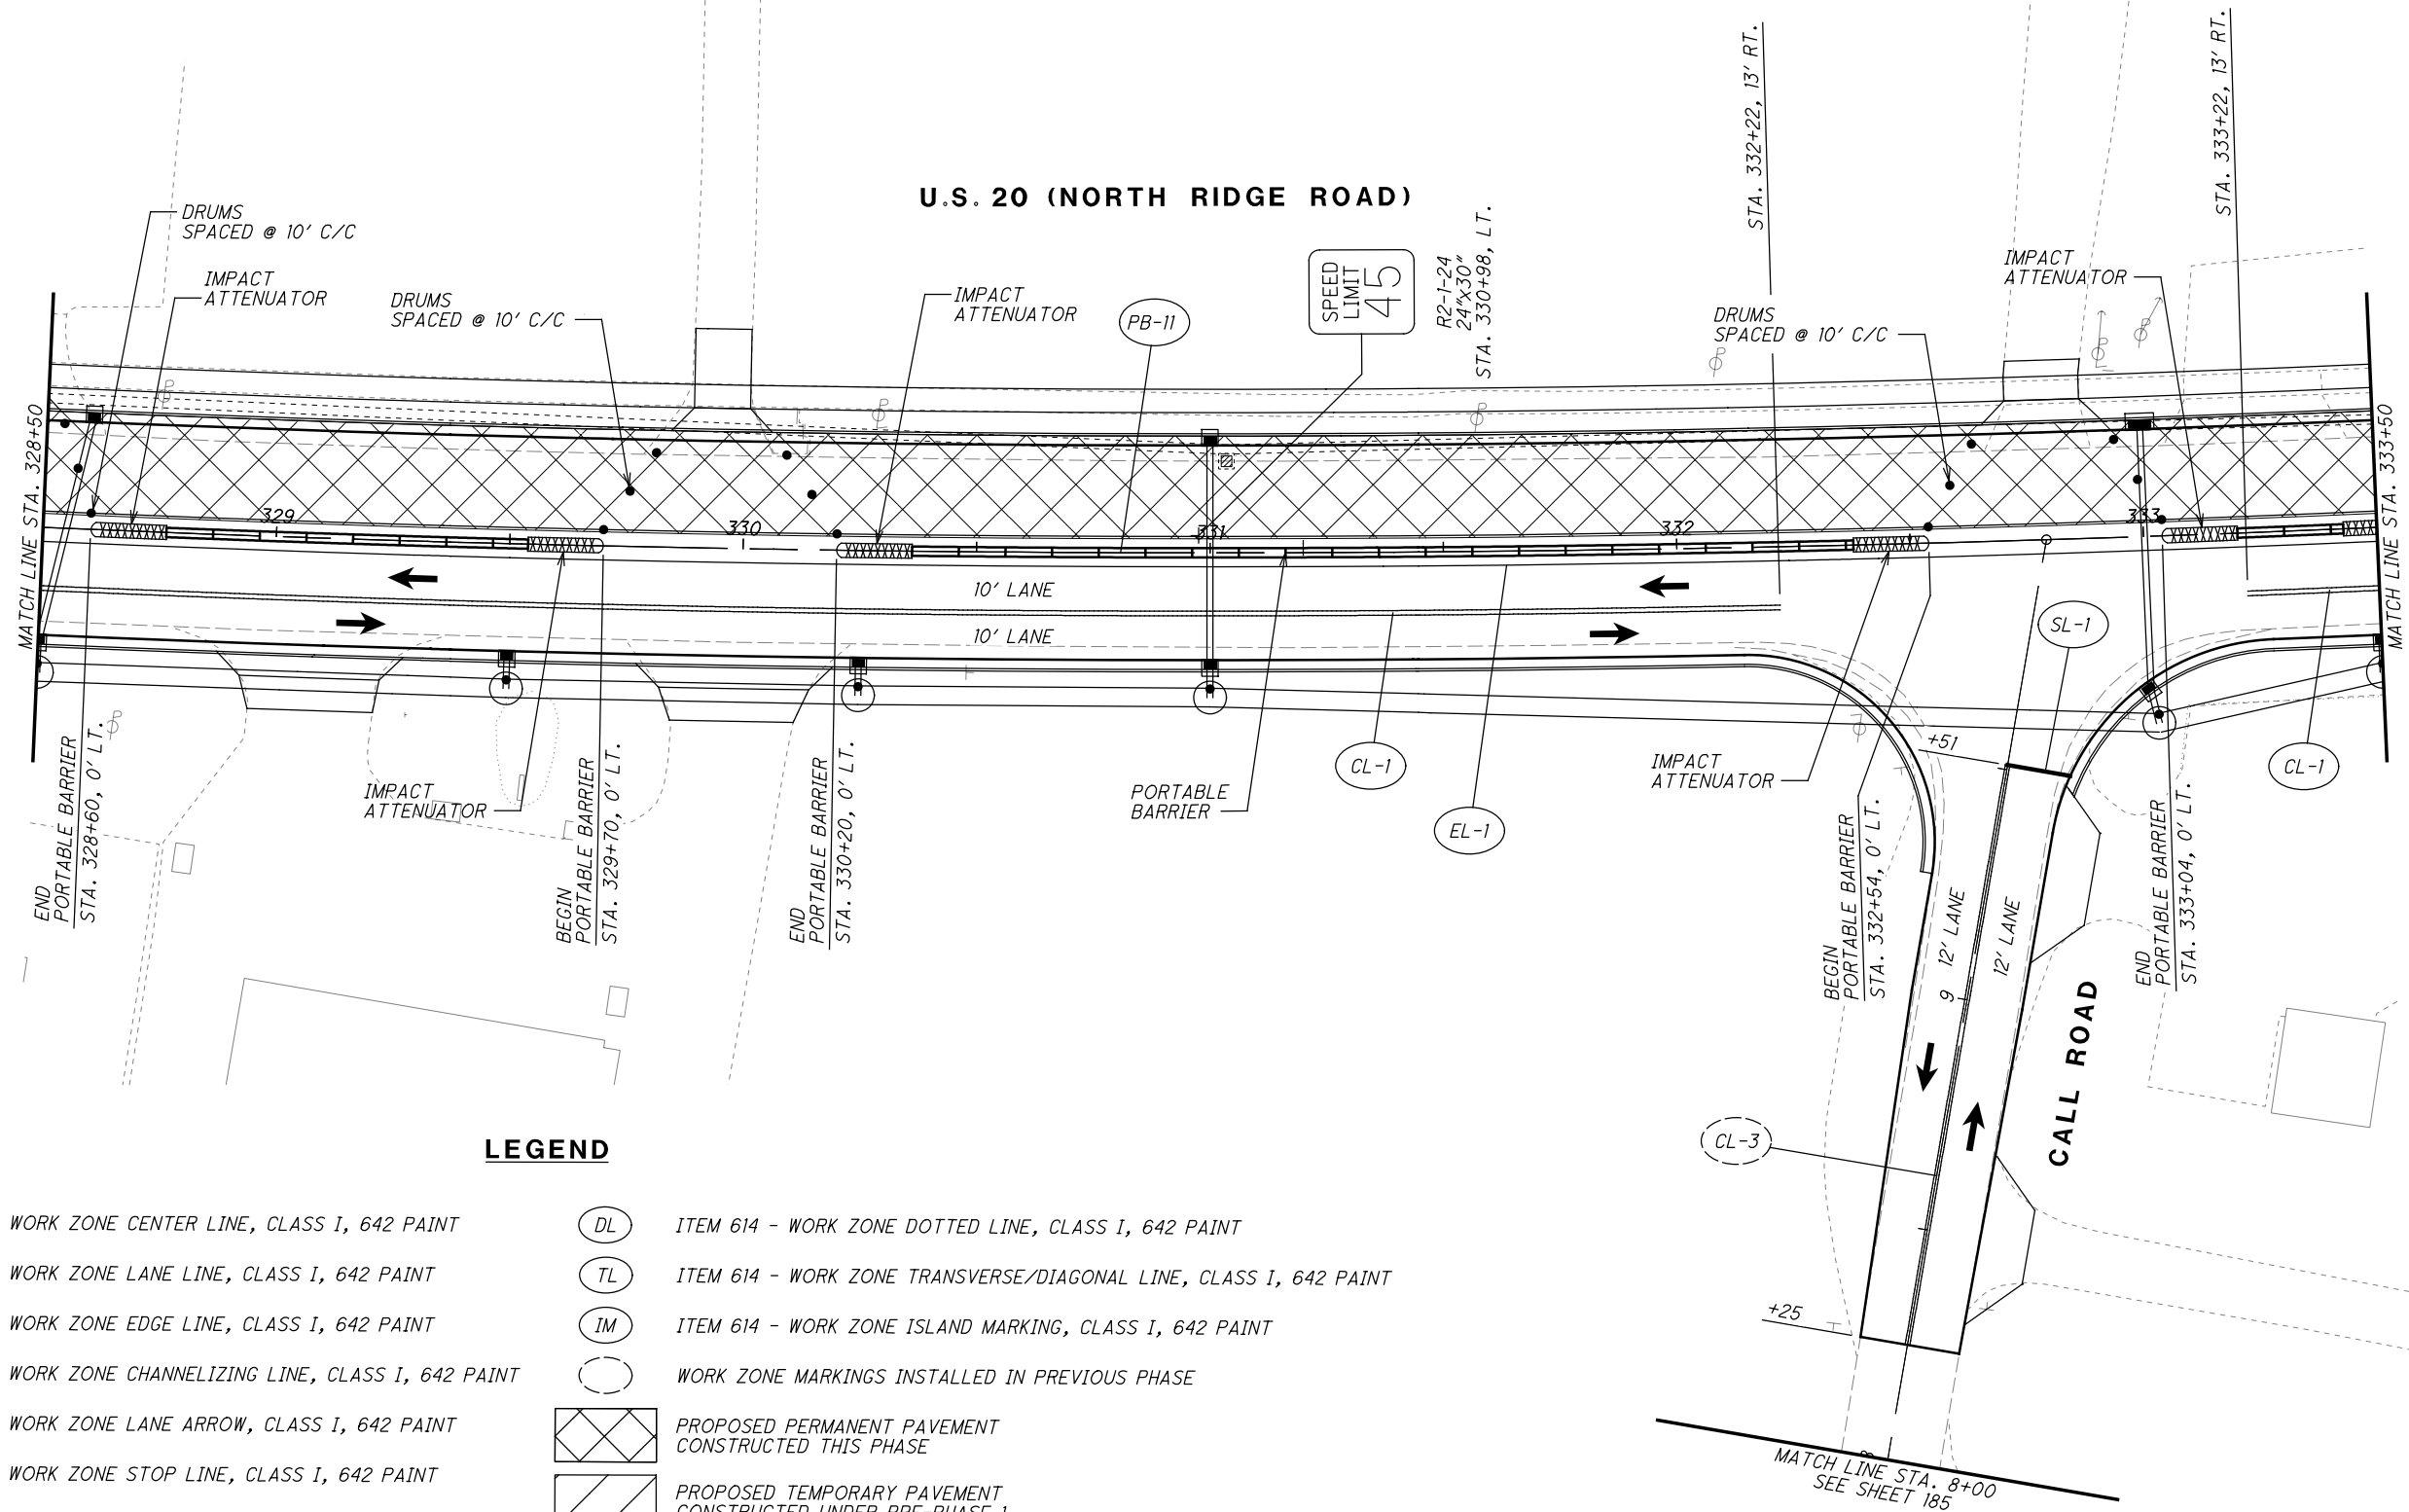 U.S. 20 (NORTH RIDGE ROAD)
STA. 332+22, 13' RT.
STA. 333+22, 13' RT.
DRUMS
SPACED @ 10' C/C
IMPACT
ATTENUATOR
DRUMS
SPACED @ 10' C/C
IMPACT
ATTENUATOR
PB-11
SPEED
LIMIT
45
R2-1-24
24"x30"
STA. 330+98, LT.
DRUMS
SPACED @ 10' C/C
IMPACT
ATTENUATOR
MATCH LINE STA. 328+50
MATCH LINE STA. 333+50
329
330
331
332
333
10' LANE
10' LANE
SL-1
END
PORTABLE BARRIER
STA. 328+60, 0' LT.
IMPACT
ATTENUATOR
BEGIN
PORTABLE BARRIER
STA. 329+70, 0' LT.
END
PORTABLE BARRIER
STA. 330+20, 0' LT.
PORTABLE
BARRIER
CL-1
EL-1
IMPACT
ATTENUATOR
+51
CL-1
BEGIN
PORTABLE BARRIER
STA. 332+54, 0' LT.
END
PORTABLE BARRIER
STA. 333+04, 0' LT.
12' LANE
12' LANE
9
CALL ROAD
CL-3
+25
8
MATCH LINE STA. 8+00
SEE SHEET 185
LEGEND
WORK ZONE CENTER LINE, CLASS I, 642 PAINT
DL
ITEM 614 - WORK ZONE DOTTED LINE, CLASS I, 642 PAINT
WORK ZONE LANE LINE, CLASS I, 642 PAINT
TL
ITEM 614 - WORK ZONE TRANSVERSE/DIAGONAL LINE, CLASS I, 642 PAINT
WORK ZONE EDGE LINE, CLASS I, 642 PAINT
IM
ITEM 614 - WORK ZONE ISLAND MARKING, CLASS I, 642 PAINT
WORK ZONE CHANNELIZING LINE, CLASS I, 642 PAINT
WORK ZONE MARKINGS INSTALLED IN PREVIOUS PHASE
WORK ZONE LANE ARROW, CLASS I, 642 PAINT
PROPOSED PERMANENT PAVEMENT
CONSTRUCTED THIS PHASE
WORK ZONE STOP LINE, CLASS I, 642 PAINT
PROPOSED TEMPORARY PAVEMENT
CONSTRUCTED UNDER PRE-PHASE 1